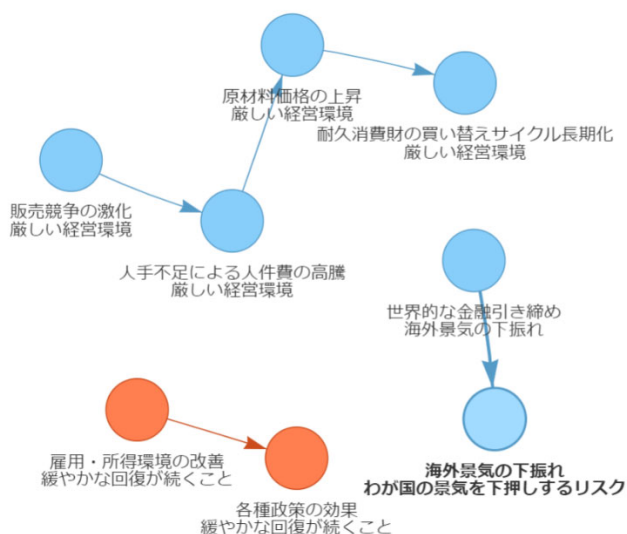 原材料価格の上昇
厳しい経営環境
耐久消費財の買い替えサイクル長期化
厳しい経営環境
販売競争の激化
厳しい経営環境
人手不足による人件費の高騰
厳しい経営環境
世界的な金融引き締め
海外景気の下振れ
雇用・所得環境の改善
緩やかな回復が続くこと
海外景気の下振れ
わが国の景気を下押しするリスク
各種政策の効果
緩やかな回復が続くこと